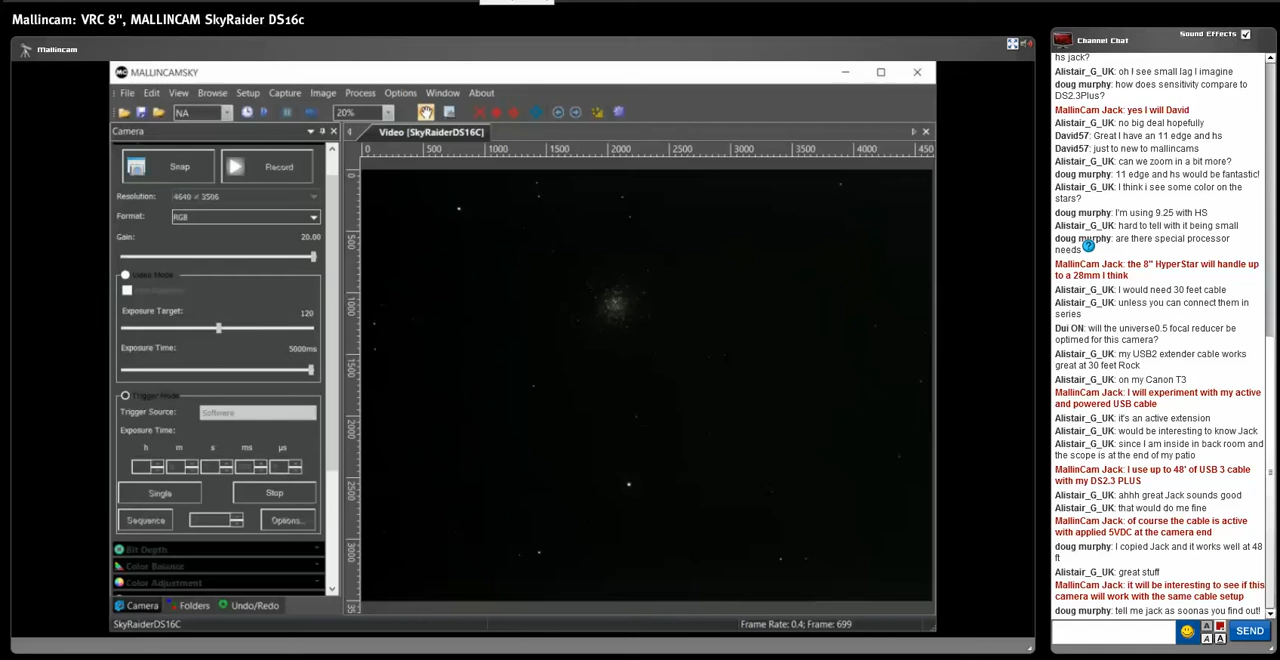 Mallincam: VRC 8", MALLINCAM SkyRaider DS16c
Mallincam
MALLINCAMSKY
File Edit View Browse Setup Capture Image Process Options Window About
NA
20%
Camera
Video [SkyRaiderDS16C]
0 500 1000 1500 2000 2500 3000 3500 4000 450
Snap
Record
Resolution: 4640 x 3506
Format: RGB
Gain: 20.00
Video Mode
Exposure Target: 120
Exposure Time: 5000ms
Trigger Mode
Trigger Source: Software
Exposure Time:
h m s ms µs
Single
Stop
Sequence
Options...
Bit Depth
Color Balance
Color Adjustment
Camera Folders Undo/Redo
0
500
1000
1500
2000
2500
3000
35
SkyRaiderDS16C
Frame Rate: 0.4; Frame: 699
Sound Effects
Channel Chat
hs jack?
Alistair_G_UK: oh I see small lag I imagine
doug murphy: how does sensitivity compare to
DS2.3Plus?
MallinCam Jack: yes I will David
Alistair_G_UK: no big deal hopefully
David57: Great I have an 11 edge and hs
David57: just to new to mallincams
Alistair_G_UK: can we zoom in a bit more?
doug murphy: 11 edge and hs would be fantastic!
Alistair_G_UK: I think i see some color on the
stars?
doug murphy: I'm using 9.25 with HS
Alistair_G_UK: hard to tell with it being small
doug murphy: are there special processor
needs
MallinCam Jack: the 8" HyperStar will handle up
to a 28mm I think
Alistair_G_UK: I would need 30 feet cable
Alistair_G_UK: unless you can connect them in
series
Dui ON: will the universe0.5 focal reducer be
optimed for this camera?
Alistair_G_UK: my USB2 extender cable works
great at 30 feet Rock
Alistair_G_UK: on my Canon T3
MallinCam Jack: I will experiment with my active
and powered USB cable
Alistair_G_UK: it's an active extension
Alistair_G_UK: would be interesting to know Jack
Alistair_G_UK: since I am inside in back room and
the scope is at the end of my patio
MallinCam Jack: I use up to 48' of USB 3 cable
with my DS2.3 PLUS
Alistair_G_UK: ahhh great Jack sounds good
Alistair_G_UK: that would do me fine
MallinCam Jack: of course the cable is active
with applied 5VDC at the camera end
doug murphy: I copied Jack and it works well at 48
ft
Alistair_G_UK: great stuff
MallinCam Jack: it will be interesting to see if this
camera will work with the same cable setup
doug murphy: tell me jack as soonas you find out!
A
A A
SEND